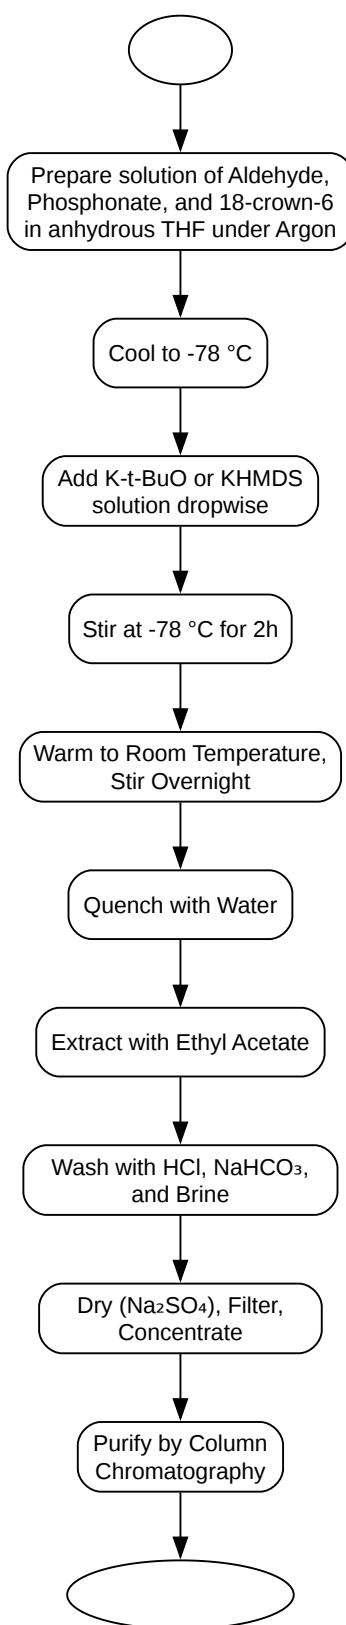 Prepare solution of Aldehyde,
Phosphonate, and 18-crown-6
in anhydrous THF under Argon
Cool to -78 °C
Add K-t-BuO or KHMDS
solution dropwise
Stir at -78 °C for 2h
Warm to Room Temperature,
Stir Overnight
Quench with Water
Extract with Ethyl Acetate
Wash with HCl, NaHCO₃,
and Brine
Dry (Na₂SO₄), Filter,
Concentrate
Purify by Column
Chromatography